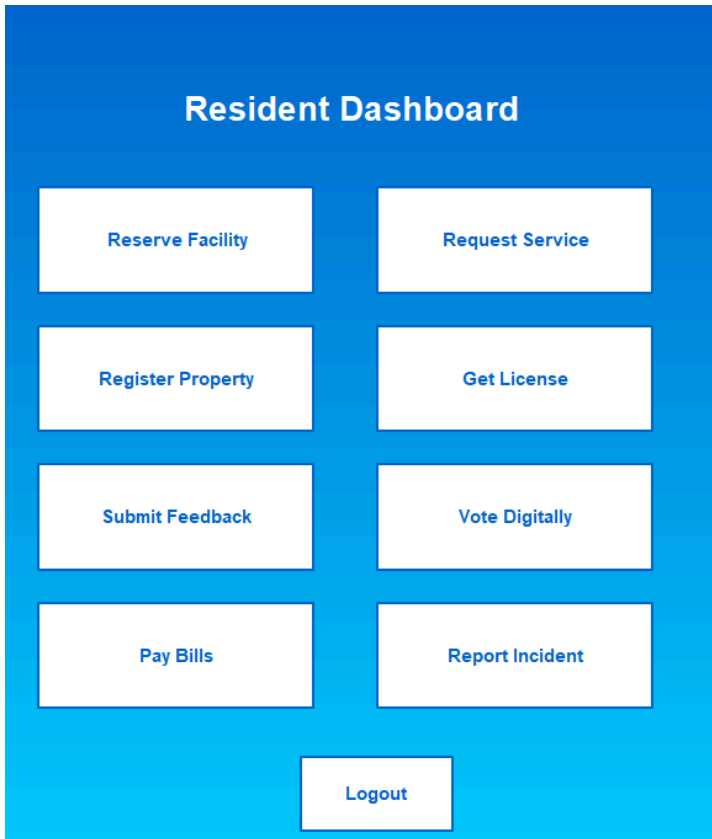 Resident Dashboard
Reserve Facility
Request Service
Register Property
Get License
Submit Feedback
Vote Digitally
Pay Bills
Report Incident
Logout